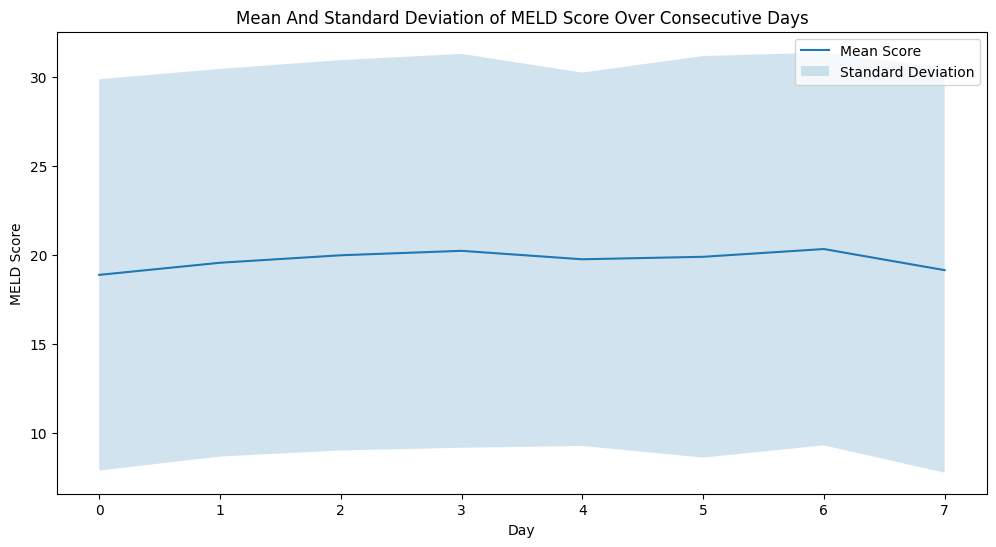 Mean And Standard Deviation of MELD Score Over Consecutive Days
Mean Score
Standard Deviation
MELD Score
30
25
20
15
10
0 1 2 3 4 5 6 7
Day